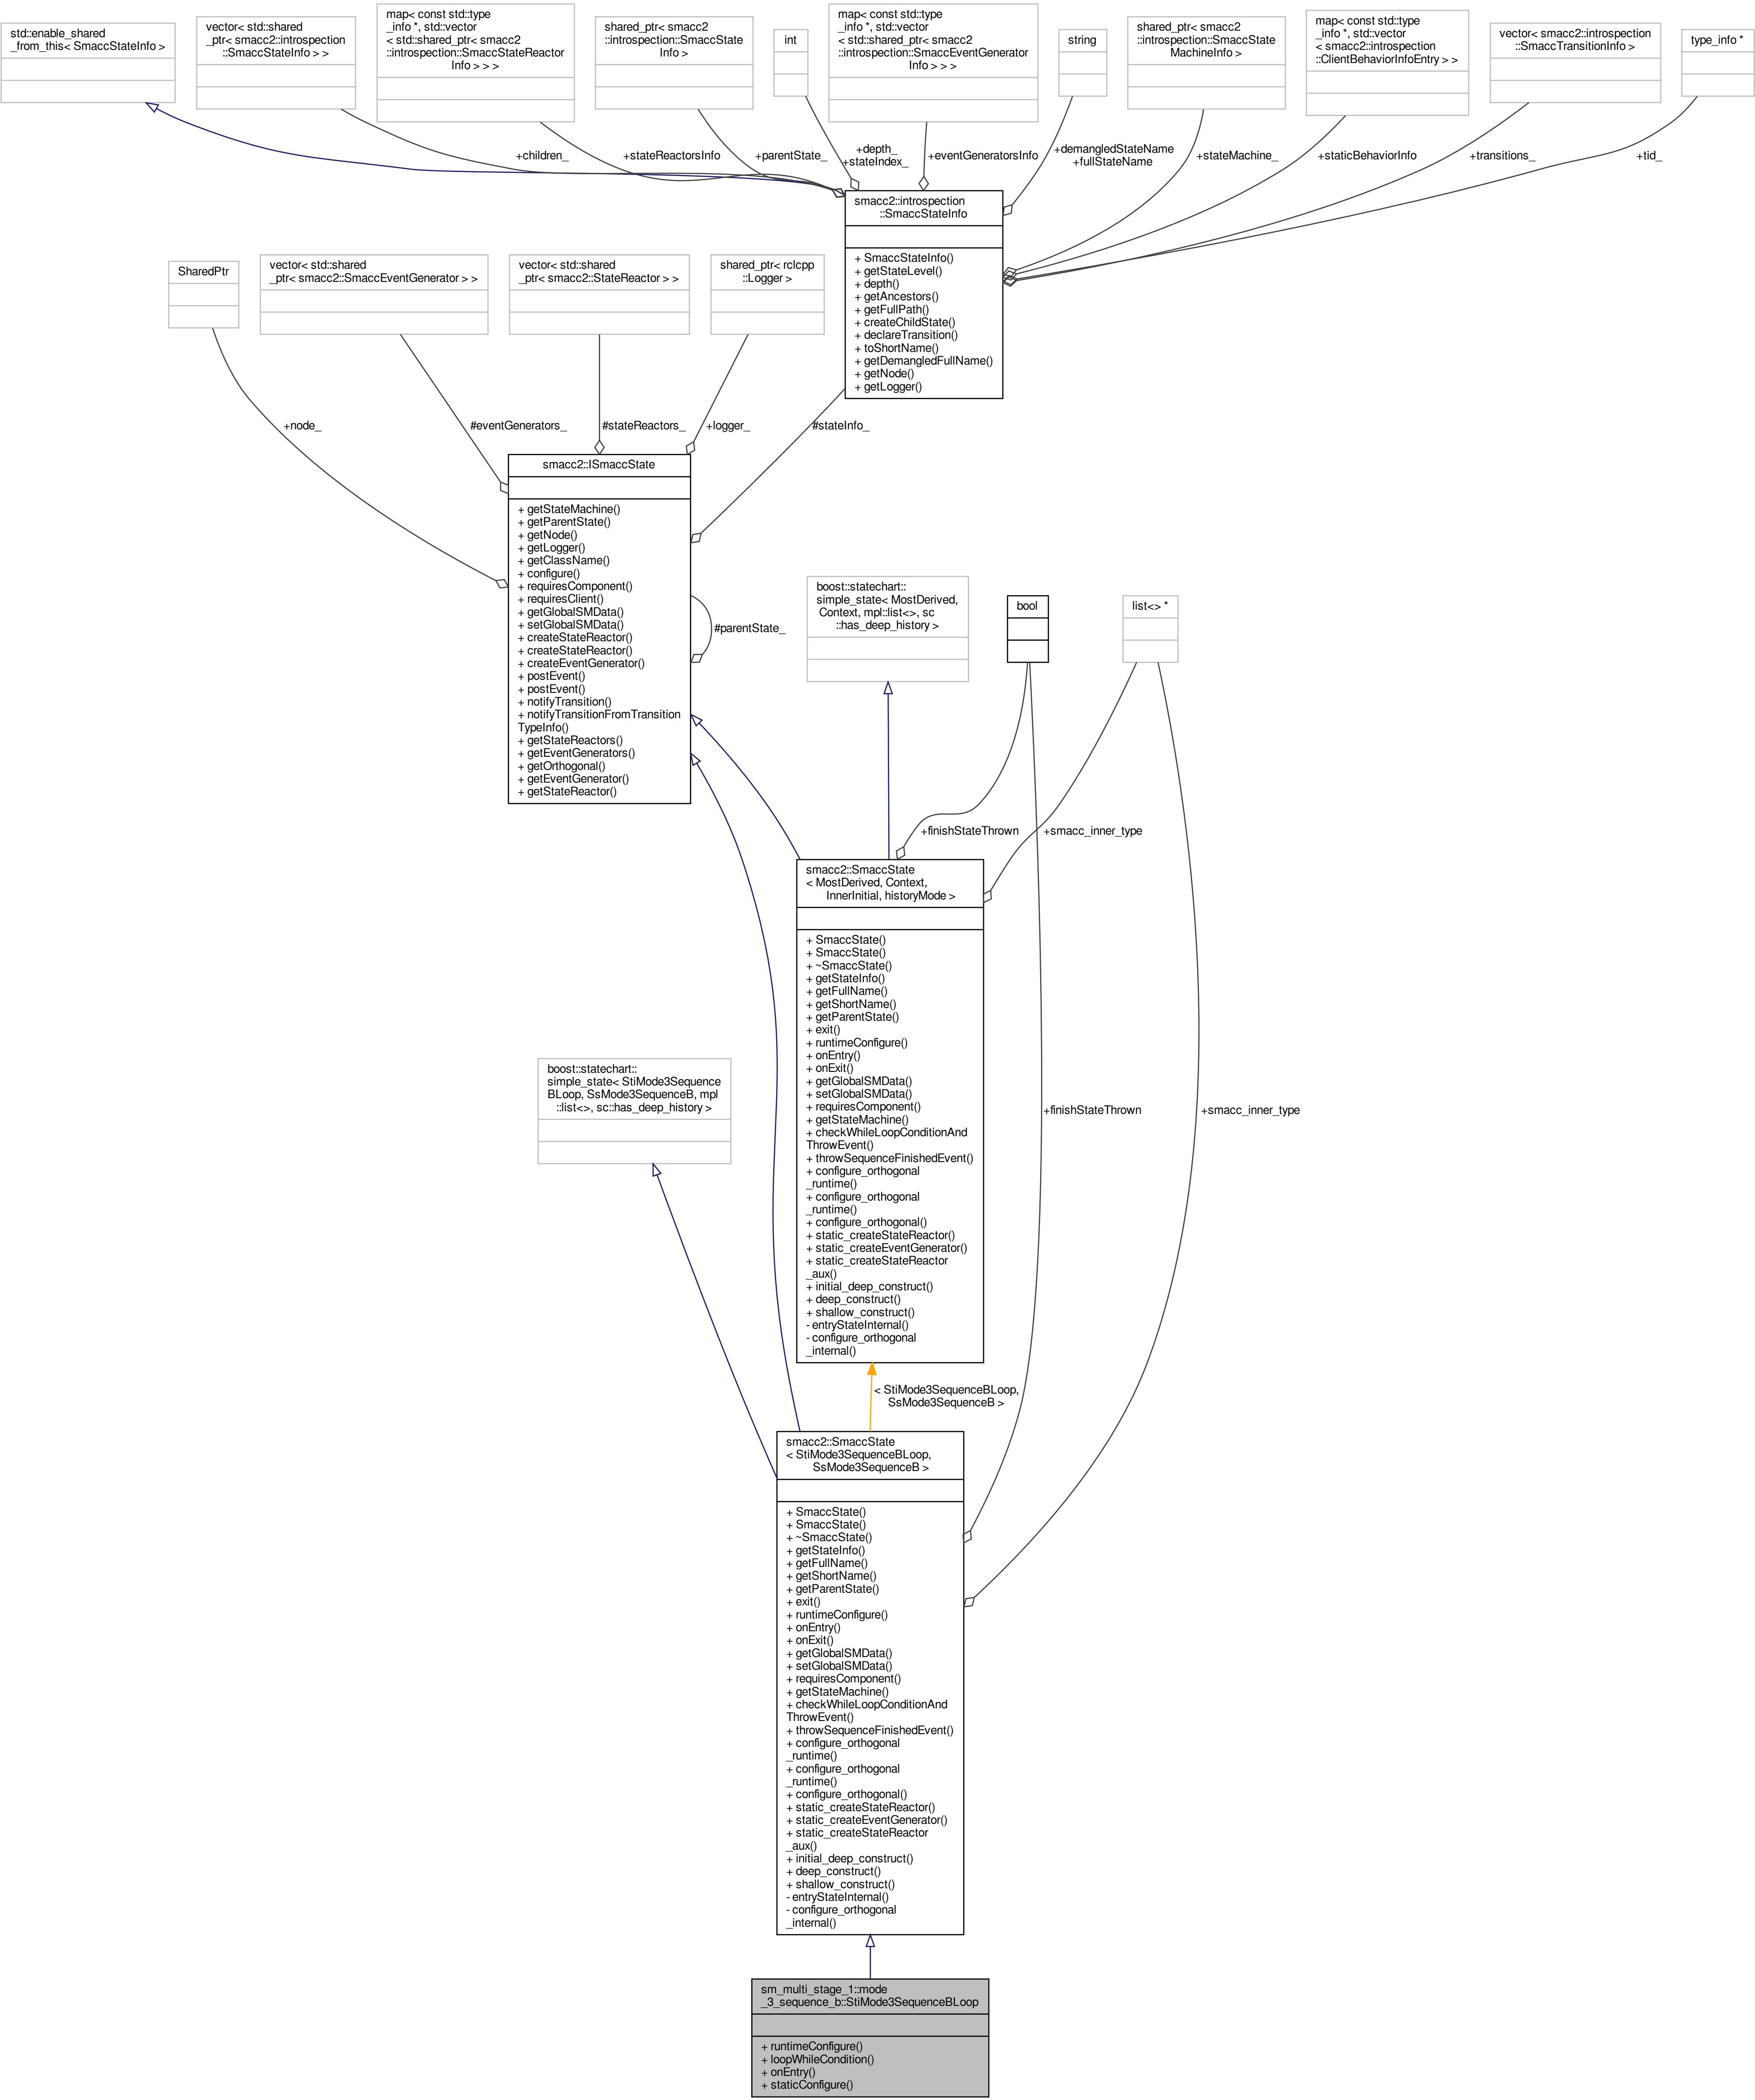 std::enable_shared
_from_this< SmaccStateInfo >
vector< std::shared
_ptr< smacc2::introspection
::SmaccStateInfo > >
map< const std::type
_info *, std::vector
< std::shared_ptr< smacc2
::introspection::SmaccStateReactor
Info > > >
shared_ptr< smacc2
::introspection::SmaccState
Info >
int
map< const std::type
_info *, std::vector
< std::shared_ptr< smacc2
::introspection::SmaccEventGenerator
Info > > >
string
shared_ptr< smacc2
::introspection::SmaccState
MachineInfo >
map< const std::type
_info *, std::vector
< smacc2::introspection
::ClientBehaviorInfoEntry > >
vector< smacc2::introspection
::SmaccTransitionInfo >
type_info *
+children_
+stateReactorsInfo
+parentState_
+depth_
+stateIndex_
+eventGeneratorsInfo
+demangledStateName
+fullStateName
+stateMachine_
+staticBehaviorInfo
+transitions_
+tid_
smacc2::introspection
::SmaccStateInfo
+ SmaccStateInfo()
+ getStateLevel()
+ depth()
+ getAncestors()
+ getFullPath()
+ createChildState()
+ declareTransition()
+ toShortName()
+ getDemangledFullName()
+ getNode()
+ getLogger()
SharedPtr
vector< std::shared
_ptr< smacc2::SmaccEventGenerator > >
vector< std::shared
_ptr< smacc2::StateReactor > >
shared_ptr< rclcpp
::Logger >
+node_
#eventGenerators_
#stateReactors_
+logger_
#stateInfo_
smacc2::ISmaccState
+ getStateMachine()
+ getParentState()
+ getNode()
+ getLogger()
+ getClassName()
+ configure()
+ requiresComponent()
+ requiresClient()
+ getGlobalSMData()
+ setGlobalSMData()
+ createStateReactor()
+ createStateReactor()
+ createEventGenerator()
+ postEvent()
+ postEvent()
+ notifyTransition()
+ notifyTransitionFromTransition
TypeInfo()
+ getStateReactors()
+ getEventGenerators()
+ getOrthogonal()
+ getEventGenerator()
+ getStateReactor()
#parentState_
boost::statechart::
simple_state< MostDerived,
Context, mpl::list<>, sc
::has_deep_history >
bool
list<> *
+finishStateThrown
+smacc_inner_type
smacc2::SmaccState
< MostDerived, Context,
InnerInitial, historyMode >
+ SmaccState()
+ SmaccState()
+ ~SmaccState()
+ getStateInfo()
+ getFullName()
+ getShortName()
+ getParentState()
+ exit()
+ runtimeConfigure()
+ onEntry()
+ onExit()
+ getGlobalSMData()
+ setGlobalSMData()
+ requiresComponent()
+ getStateMachine()
+ checkWhileLoopConditionAnd
ThrowEvent()
+ throwSequenceFinishedEvent()
+ configure_orthogonal
_runtime()
+ configure_orthogonal
_runtime()
+ configure_orthogonal()
+ static_createStateReactor()
+ static_createEventGenerator()
+ static_createStateReactor
_aux()
+ initial_deep_construct()
+ deep_construct()
+ shallow_construct()
- entryStateInternal()
- configure_orthogonal
_internal()
boost::statechart::
simple_state< StiMode3Sequence
BLoop, SsMode3SequenceB, mpl
::list<>, sc::has_deep_history >
+finishStateThrown
+smacc_inner_type
< StiMode3SequenceBLoop,
SsMode3SequenceB >
smacc2::SmaccState
< StiMode3SequenceBLoop,
SsMode3SequenceB >
+ SmaccState()
+ SmaccState()
+ ~SmaccState()
+ getStateInfo()
+ getFullName()
+ getShortName()
+ getParentState()
+ exit()
+ runtimeConfigure()
+ onEntry()
+ onExit()
+ getGlobalSMData()
+ setGlobalSMData()
+ requiresComponent()
+ getStateMachine()
+ checkWhileLoopConditionAnd
ThrowEvent()
+ throwSequenceFinishedEvent()
+ configure_orthogonal
_runtime()
+ configure_orthogonal
_runtime()
+ configure_orthogonal()
+ static_createStateReactor()
+ static_createEventGenerator()
+ static_createStateReactor
_aux()
+ initial_deep_construct()
+ deep_construct()
+ shallow_construct()
- entryStateInternal()
- configure_orthogonal
_internal()
sm_multi_stage_1::mode
_3_sequence_b::StiMode3SequenceBLoop
+ runtimeConfigure()
+ loopWhileCondition()
+ onEntry()
+ staticConfigure()